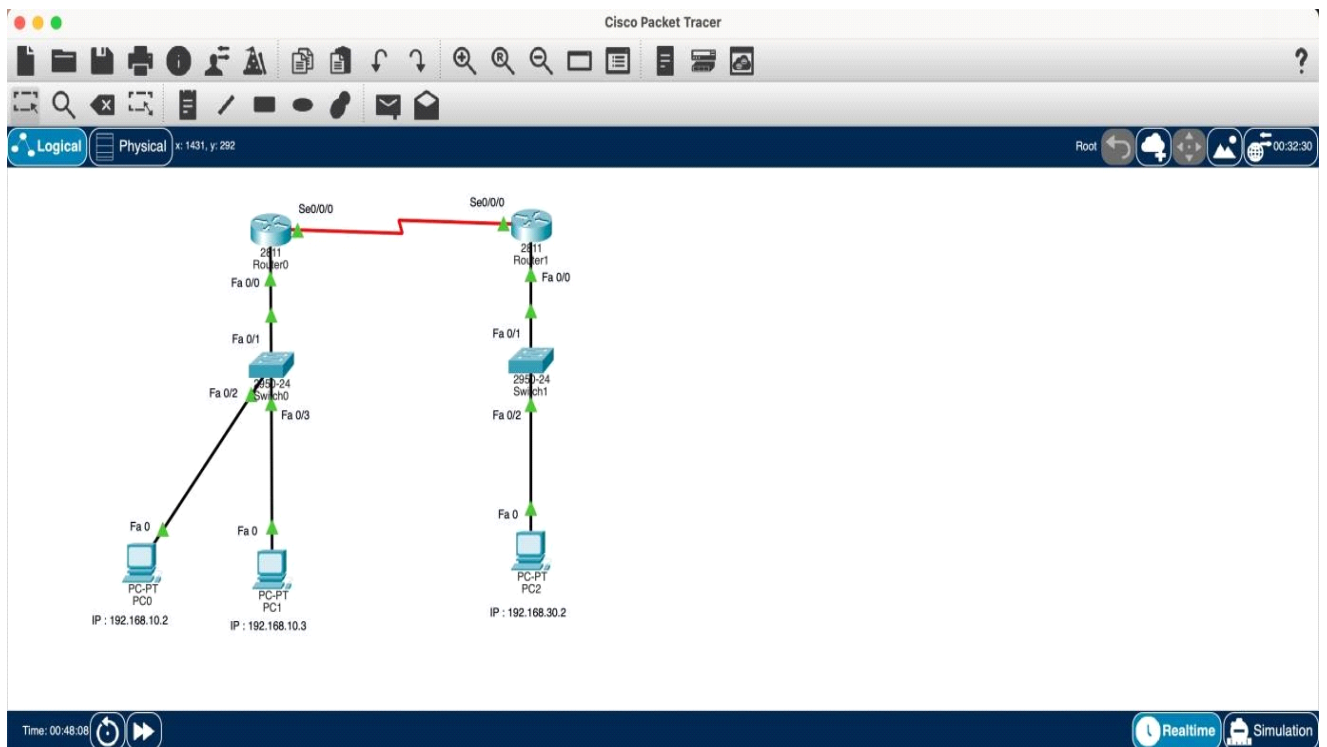 Cisco Packet Tracer
Logical
Physical
x: 1431, y: 292
Root
00:32:30
Se0/0/0
Se0/0/0
2811
Router0
2811
Router1
Fa 0/0
Fa 0/0
Fa 0/1
Fa 0/1
2950-24
Switch0
2950-24
Switch1
Fa 0/2
Fa 0/3
Fa 0/2
Fa 0
Fa 0
Fa 0
PC-PT
PC0
PC-PT
PC1
PC-PT
PC2
IP : 192.168.10.2
IP : 192.168.10.3
IP : 192.168.30.2
Time: 00:48:08
Realtime
Simulation